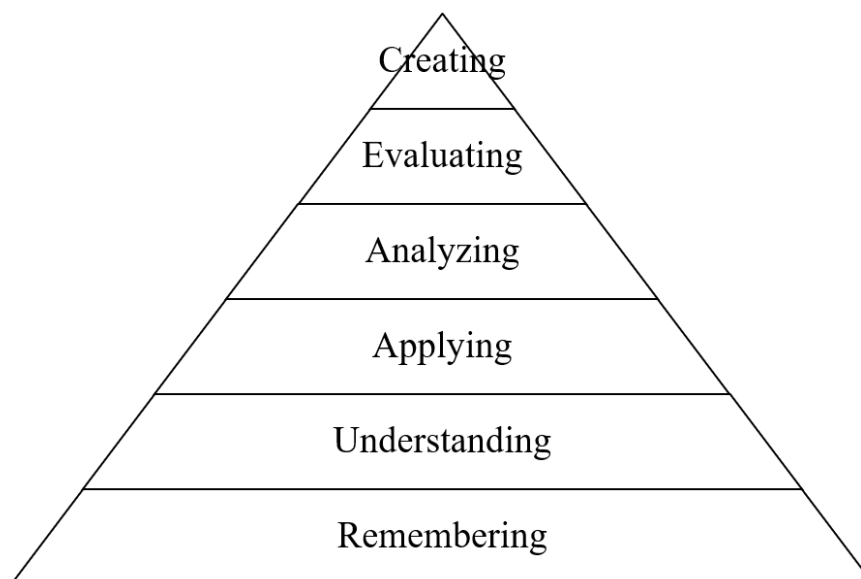 Creating
Evaluating
Analyzing
Applying
Understanding
Remembering